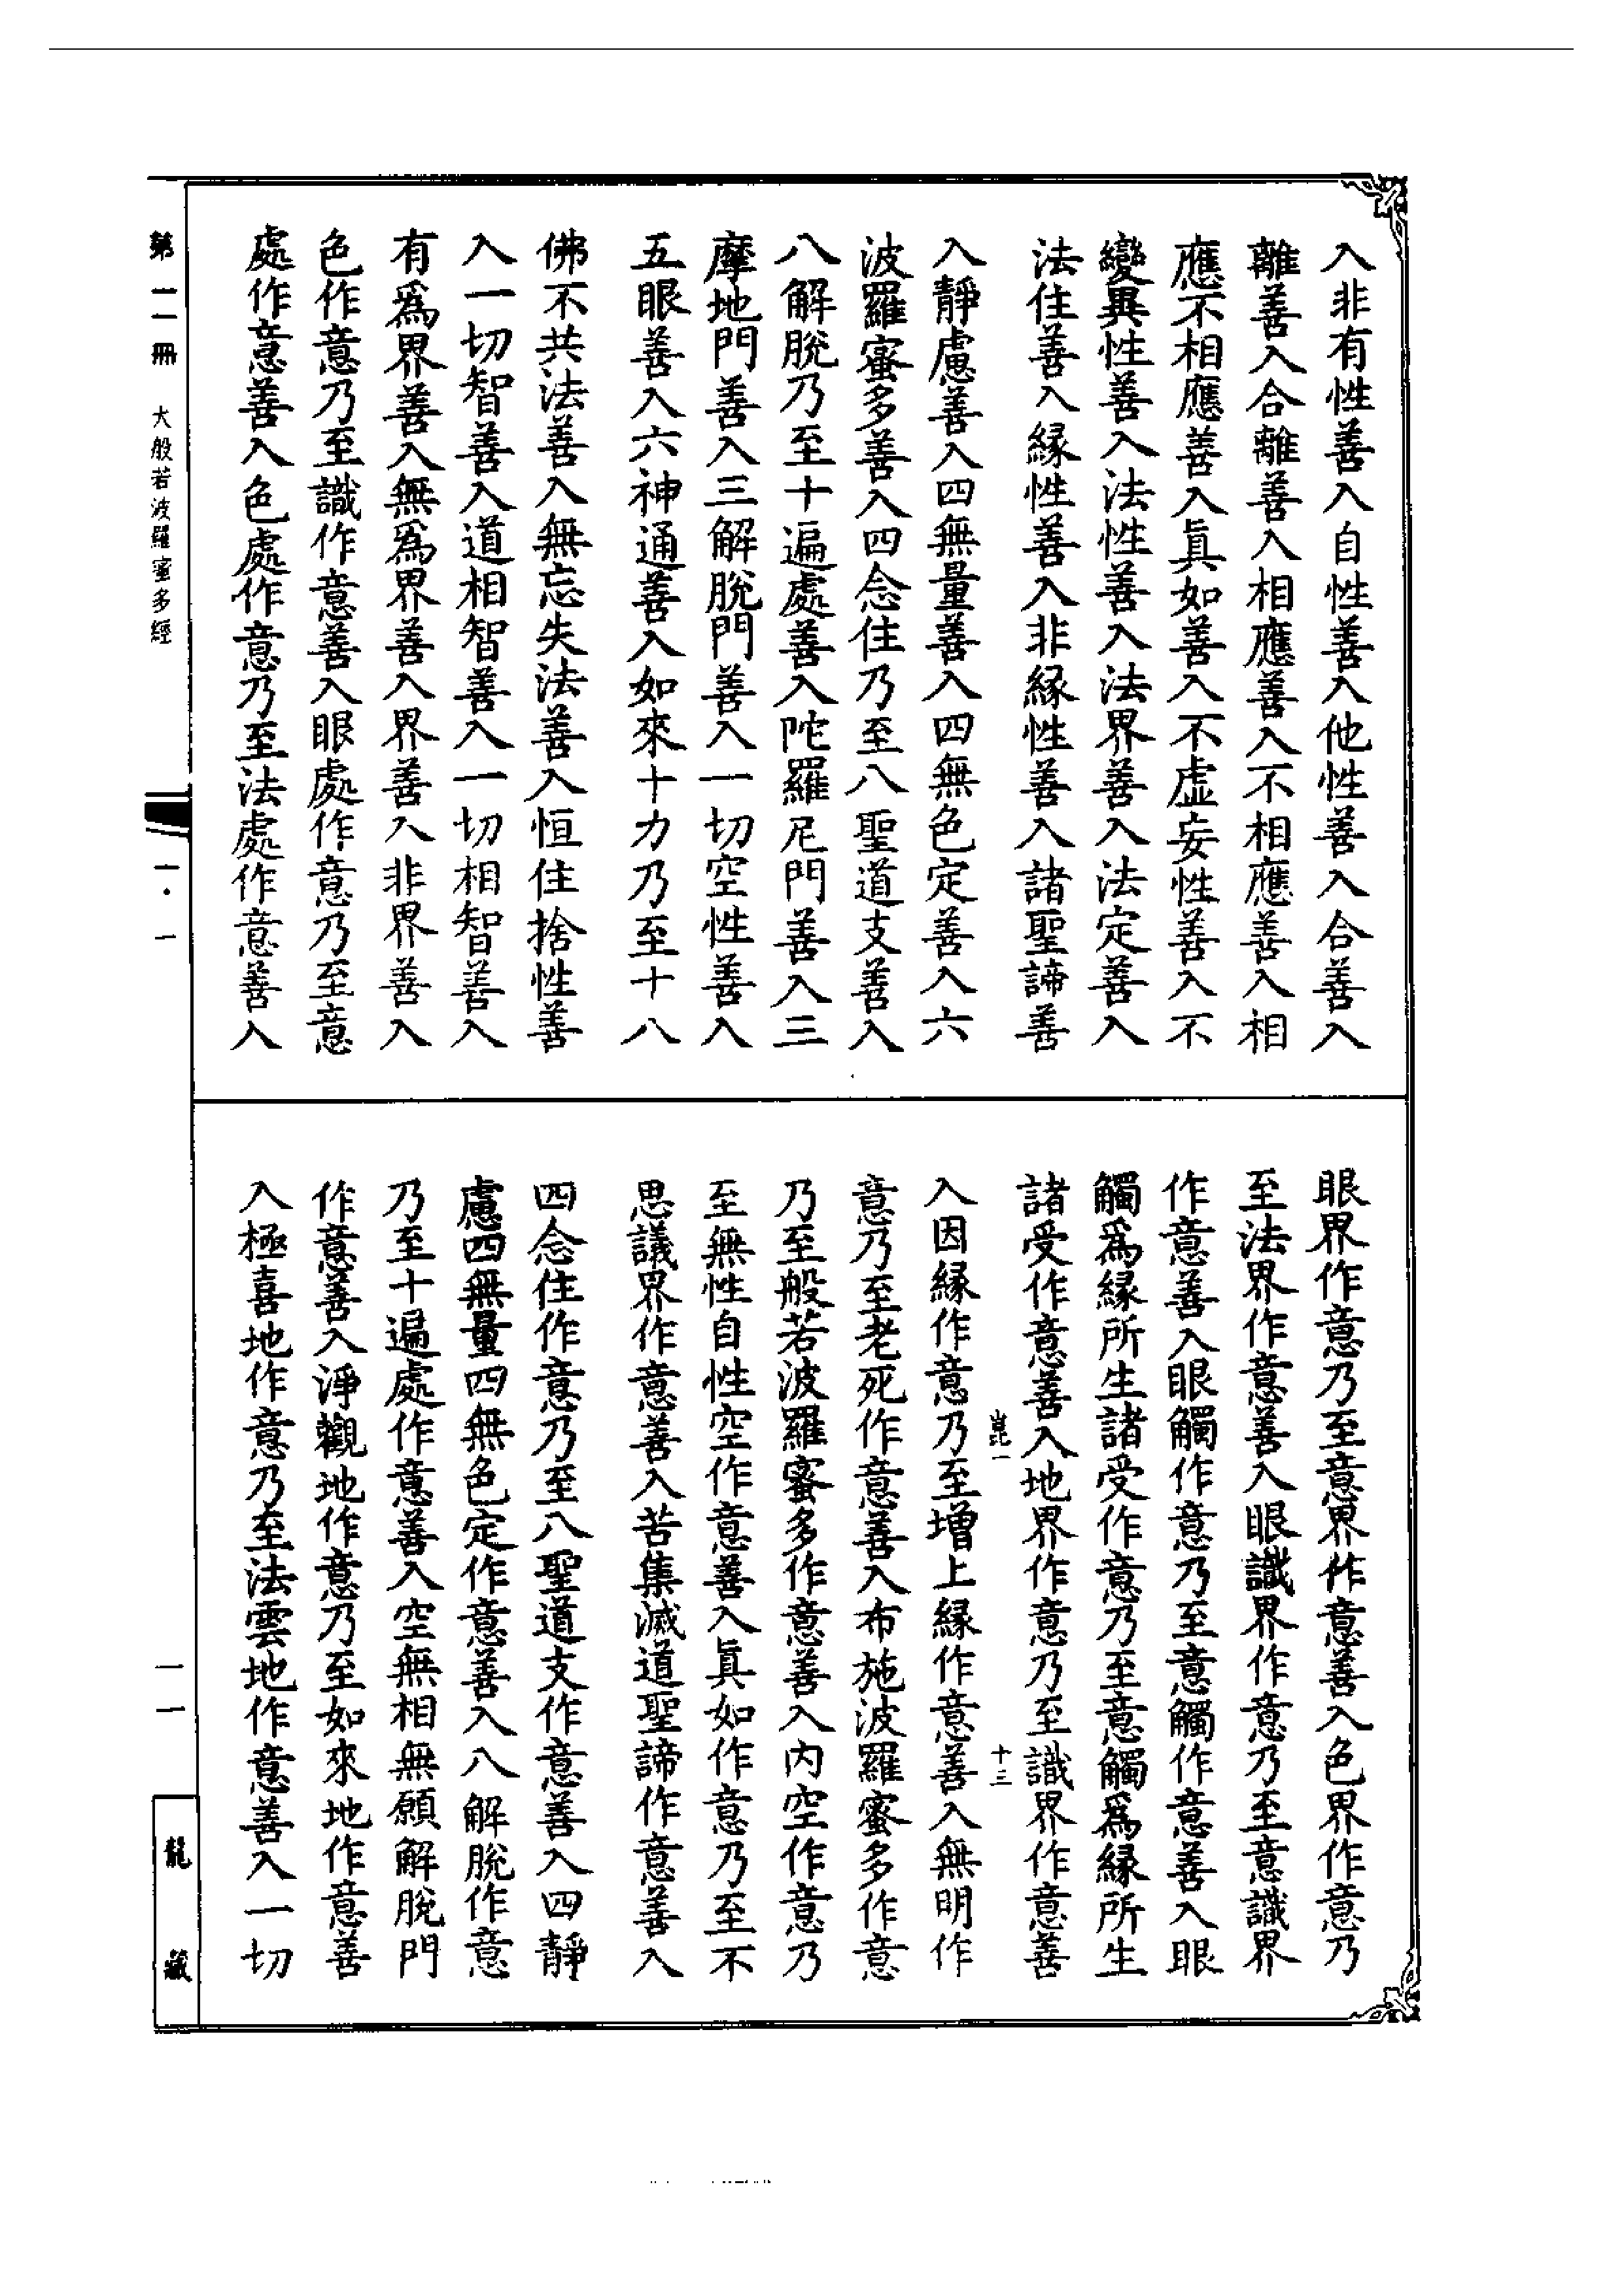 入非有性善入自性善入他性善入合善入
離善入合離善入相應善入不相應善入相
應不相應善入真如善入不虛妄性善入不
變異性善入法性善入法界善入法定善入
法住善入緣性善入非緣性善入諸聖諦善
入靜慮善入四無量善入四無色定善入六
波羅蜜多善入四念住乃至八聖道支善入
八解脫乃至十遍處善入陀羅尼門善入三
摩地門善入三解脫門善入一切空性善入
五眼善入六神通善入如來十力乃至十八
佛不共法善入無忘失法善入恒住捨性善
入一切智善入道相智善入一切相智善入
有為界善入無為界善入界善入非界善入
色作意乃至識作意善入眼處作意乃至意
處作意善入色處作意乃至法處作意善入
眼界作意乃至意界作意善入色界作意乃
至法界作意善入眼識界作意乃至意識界
作意善入眼觸作意乃至意觸作意善入眼
觸為緣所生諸受作意乃至意觸為緣所生
諸受作意善入地界作意乃至識界作意善
崑一 十三
入因緣作意乃至增上緣作意善入無明作
意乃至老死作意善入布施波羅蜜多作意
乃至般若波羅蜜多作意善入內空作意乃
至無性自性空作意善入真如作意乃至不
思議界作意善入苦集滅道聖諦作意善入
四念住作意乃至八聖道支作意善入四靜
慮四無量四無色定作意善入八解脫作意
乃至十遍處作意善入空無相無願解脫門
作意善入淨觀地作意乃至如來地作意善
入極喜地作意乃至法雲地作意善入一切
第二冊 大般若波羅蜜多經
一·一
一一
龍藏